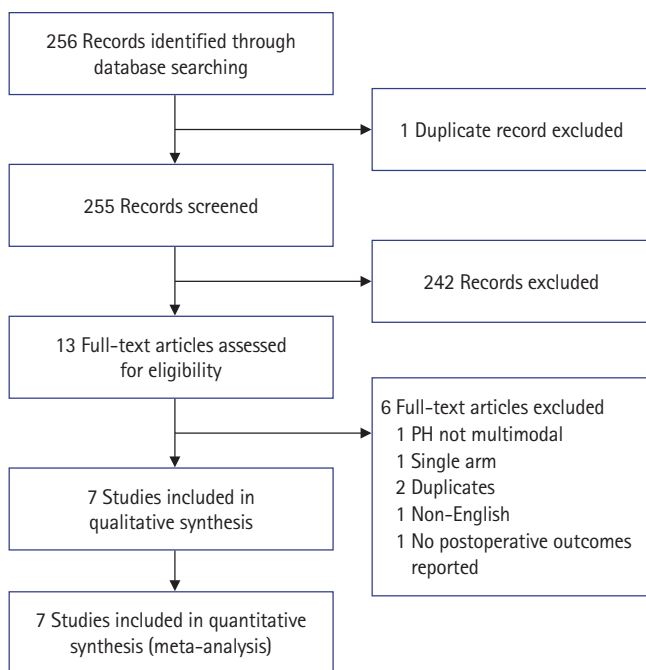 256 Records identified through
database searching
1 Duplicate record excluded
255 Records screened
242 Records excluded
13 Full-text articles assessed
for eligibility
6 Full-text articles excluded
1 PH not multimodal
1 Single arm
2 Duplicates
1 Non-English
1 No postoperative outcomes
reported
7 Studies included in
qualitative synthesis
7 Studies included in quantitative
synthesis (meta-analysis)